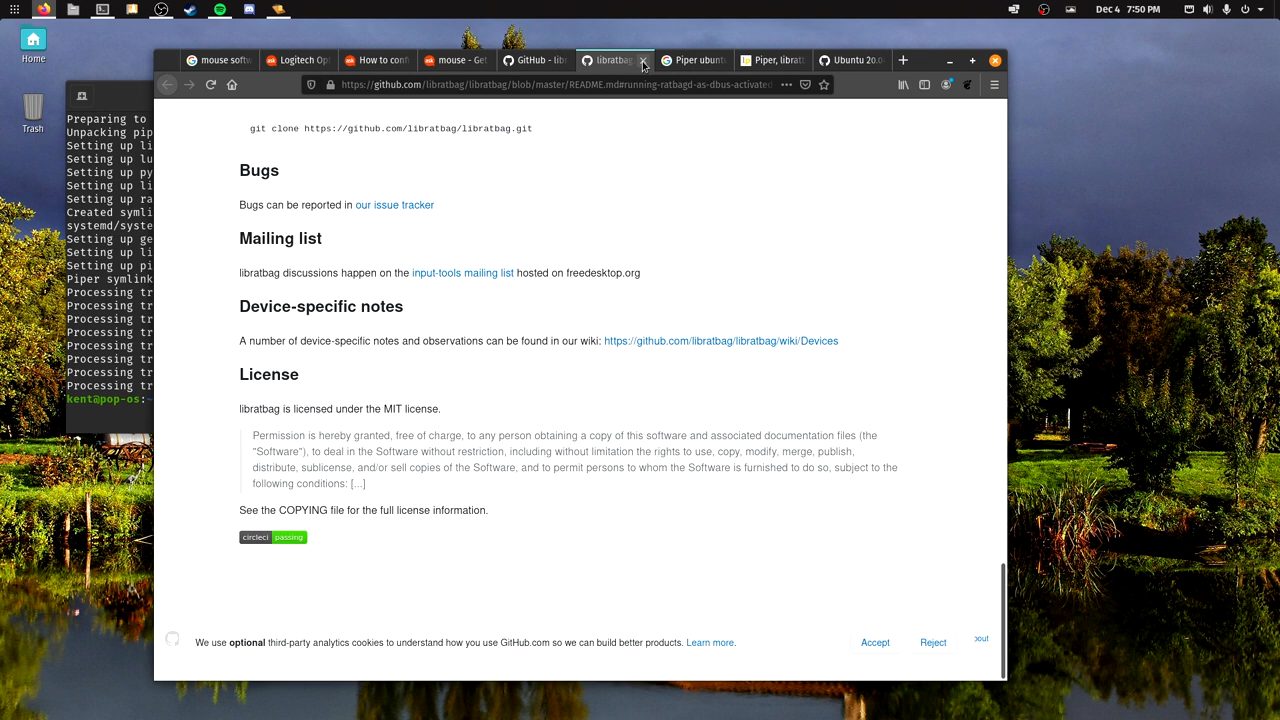 Dec 4 7:50 PM
Home
Trash
mouse softw
Logitech Opt
How to confi
mouse - Get
GitHub - libr
libratbag
Piper ubuntu
Piper, librat
Ubuntu 20.0
https://github.com/libratbag/libratbag/blob/master/README.md#running-ratbagd-as-dbus-activated
Preparing to
Unpacking pip
Setting up li
Setting up lu
Setting up py
Setting up li
Setting up ra
Created symli
systemd/syste
Setting up ge
Setting up li
Setting up pi
Piper symlink
Processing tr
Processing tr
Processing tr
Processing tr
Processing tr
Processing tr
Processing tr
Processing tr
kent@pop-os:~
git clone https://github.com/libratbag/libratbag.git
Bugs
Bugs can be reported in our issue tracker
Mailing list
libratbag discussions happen on the input-tools mailing list hosted on freedesktop.org
Device-specific notes
A number of device-specific notes and observations can be found in our wiki: https://github.com/libratbag/libratbag/wiki/Devices
License
libratbag is licensed under the MIT license.
Permission is hereby granted, free of charge, to any person obtaining a copy of this software and associated documentation files (the
"Software"), to deal in the Software without restriction, including without limitation the rights to use, copy, modify, merge, publish,
distribute, sublicense, and/or sell copies of the Software, and to permit persons to whom the Software is furnished to do so, subject to the
following conditions: [...]
See the COPYING file for the full license information.
circleci passing
We use optional third-party analytics cookies to understand how you use GitHub.com so we can build better products. Learn more.
Accept
Reject
out